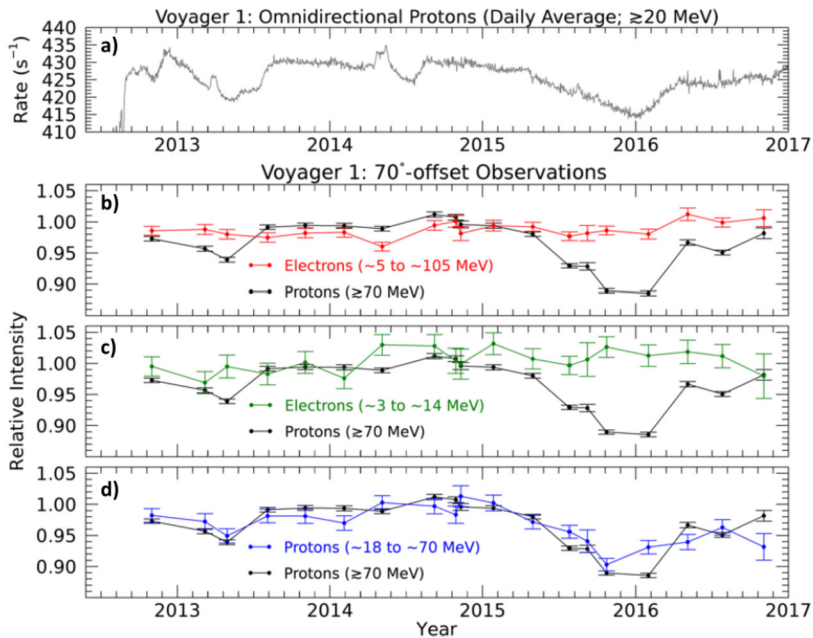 Voyager 1: Omnidirectional Protons (Daily Average; ≳20 MeV)
a)
Rate (s⁻¹)
440
435
430
425
420
415
410
2013 2014 2015 2016 2017
Voyager 1: 70°-offset Observations
b)
1.05
1.00
0.95
0.90
Electrons (~5 to ~105 MeV)
Protons (≳70 MeV)
c)
Relative Intensity
1.05
1.00
0.95
0.90
Electrons (~3 to ~14 MeV)
Protons (≳70 MeV)
d)
1.05
1.00
0.95
0.90
Protons (~18 to ~70 MeV)
Protons (≳70 MeV)
2013 2014 2015 2016 2017
Year